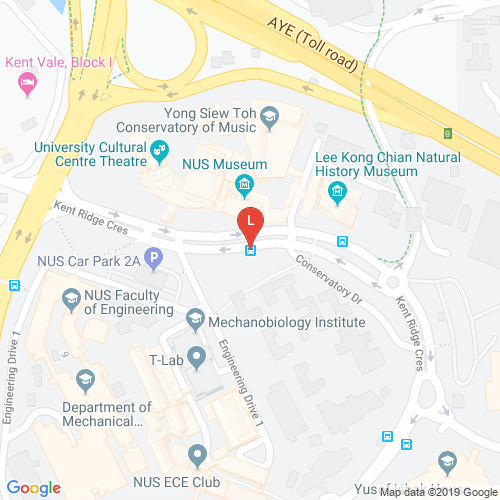 AYE (Toll road)
Kent Vale, Block I
Yong Siew Toh
Conservatory of Music
9
University Cultural
Centre Theatre
NUS Museum
Lee Kong Chian Natural
History Museum
L
Kent Ridge Cres
NUS Car Park 2A
P
Conservatory Dr
NUS Faculty
of Engineering
Kent Ridge Cres
Mechanobiology Institute
Engineering Drive 1
9
T-Lab
Engineering Drive 1
Department of
Mechanical...
NUS ECE Club
Google
Map data ©2019 Google